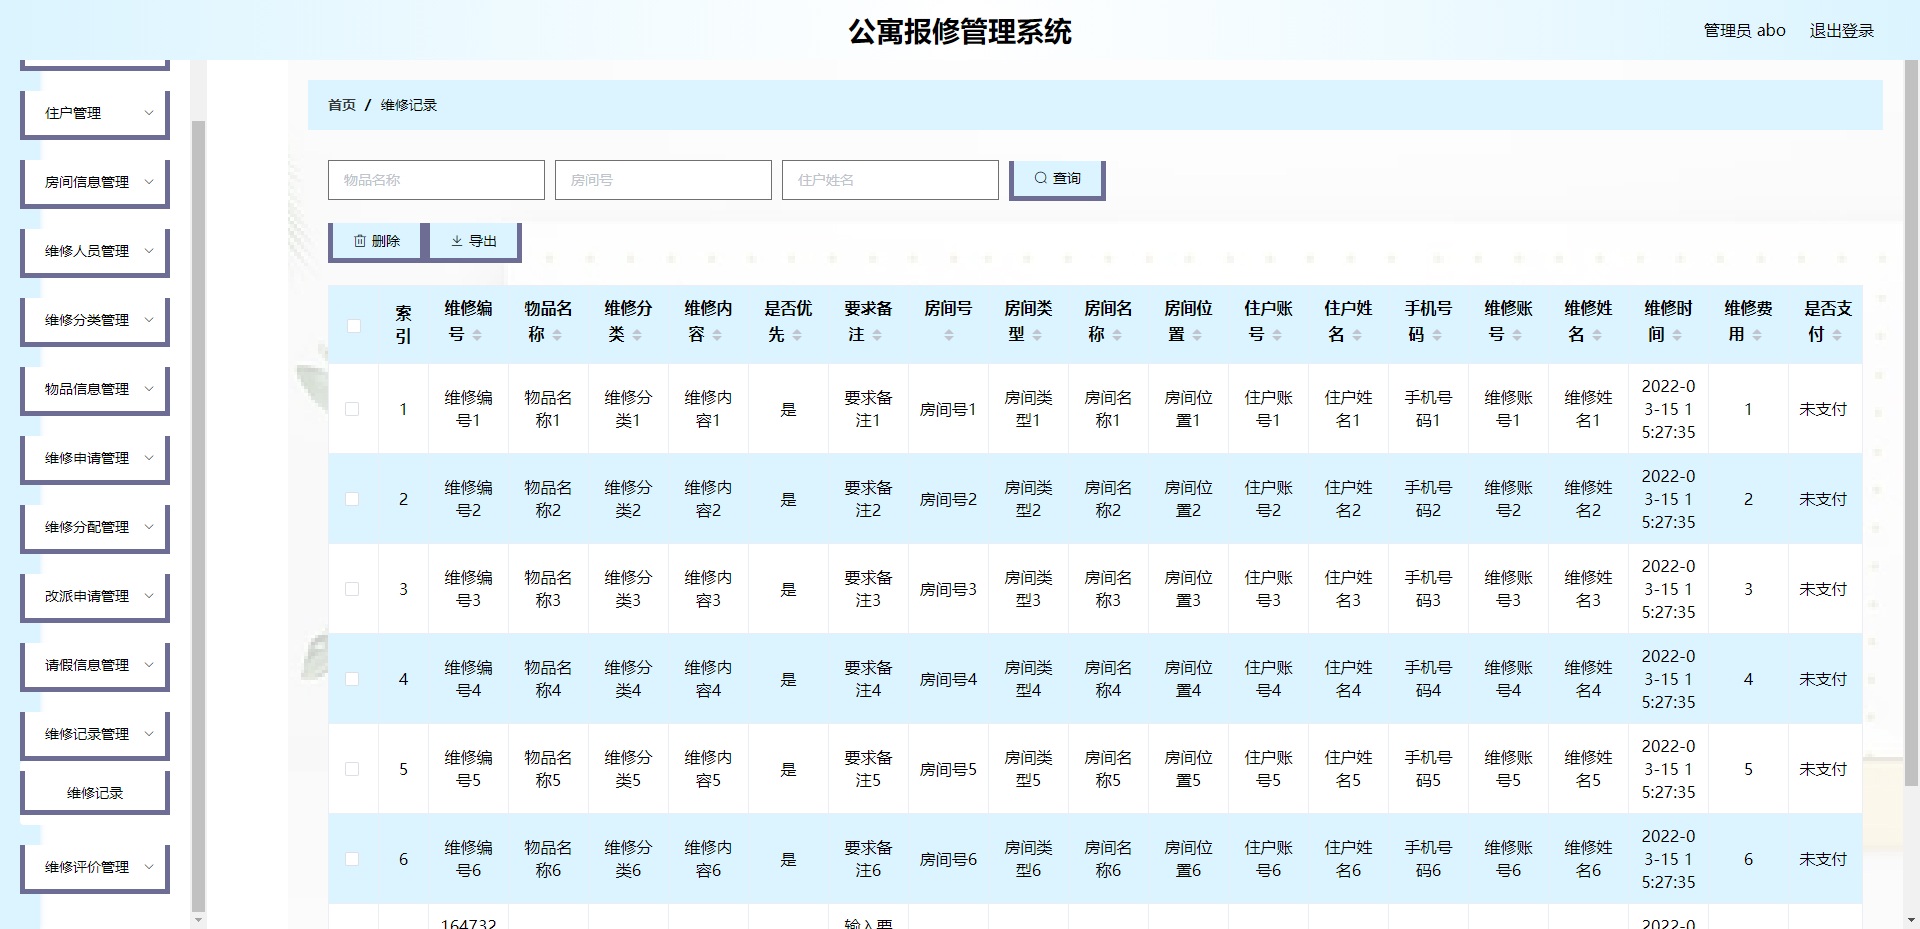 公寓报修管理系统
管理员 abo 退出登录
住户管理
房间信息管理
维修人员管理
维修分类管理
物品信息管理
维修申请管理
维修分配管理
改派申请管理
请假信息管理
维修记录管理
维修记录
维修评价管理
首页 / 维修记录
物品名称 房间号 住户姓名 查询
删除 导出
索引 维修编号 物品名称 维修分类 维修内容 是否优先 要求备注 房间号 房间类型 房间名称 房间位置 住户账号 住户姓名 手机号码 维修账号 维修姓名 维修时间 维修费用 是否支付
1 维修编号1 物品名称1 维修分类1 维修内容1 是 要求备注1 房间号1 房间类型1 房间名称1 房间位置1 住户账号1 住户姓名1 手机号码1 维修账号1 维修姓名1 2022-03-15 15:27:35 1 未支付
2 维修编号2 物品名称2 维修分类2 维修内容2 是 要求备注2 房间号2 房间类型2 房间名称2 房间位置2 住户账号2 住户姓名2 手机号码2 维修账号2 维修姓名2 2022-03-15 15:27:35 2 未支付
3 维修编号3 物品名称3 维修分类3 维修内容3 是 要求备注3 房间号3 房间类型3 房间名称3 房间位置3 住户账号3 住户姓名3 手机号码3 维修账号3 维修姓名3 2022-03-15 15:27:35 3 未支付
4 维修编号4 物品名称4 维修分类4 维修内容4 是 要求备注4 房间号4 房间类型4 房间名称4 房间位置4 住户账号4 住户姓名4 手机号码4 维修账号4 维修姓名4 2022-03-15 15:27:35 4 未支付
5 维修编号5 物品名称5 维修分类5 维修内容5 是 要求备注5 房间号5 房间类型5 房间名称5 房间位置5 住户账号5 住户姓名5 手机号码5 维修账号5 维修姓名5 2022-03-15 15:27:35 5 未支付
6 维修编号6 物品名称6 维修分类6 维修内容6 是 要求备注6 房间号6 房间类型6 房间名称6 房间位置6 住户账号6 住户姓名6 手机号码6 维修账号6 维修姓名6 2022-03-15 15:27:35 6 未支付
164732 输入要 2022-0